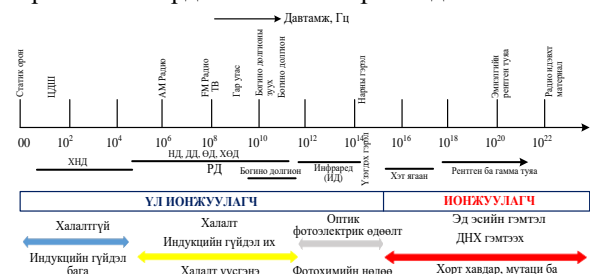 Давтамж, Гц
Статик орон
ЦДШ
АМ Радио
FM Радио
ТВ
Гар утас
Богино долгионы
зуух
Богино долгион
Нарны гэрэл
Эмнэлгийн
рентген туяа
Радио идэвхт
материал
00 10² 10⁴ 10⁶ 10⁸ 10¹⁰ 10¹² 10¹⁴ 10¹⁶ 10¹⁸ 10²⁰ 10²²
ХНД
НД, ДД, ӨД, ХӨД
РД
Богино долгион
Инфраред
(ИД)
Үзэгдэх гэрэл
Хэт ягаан
Рентген ба гамма туяа
ҮЛ ИОНЖУУЛАГЧ
ИОНЖУУЛАГЧ
Халалтгүй
Индукцийн гүйдэл
бага
Халалт
Индукцийн гүйдэл их
Халалт үүсгэнэ
Оптик
фотоэлектрик өдөөлт
Фотохимийн нөлөө
Эд эсийн гэмтэл
ДНХ гэмтээх
Хорт хавдар, мутаци ба